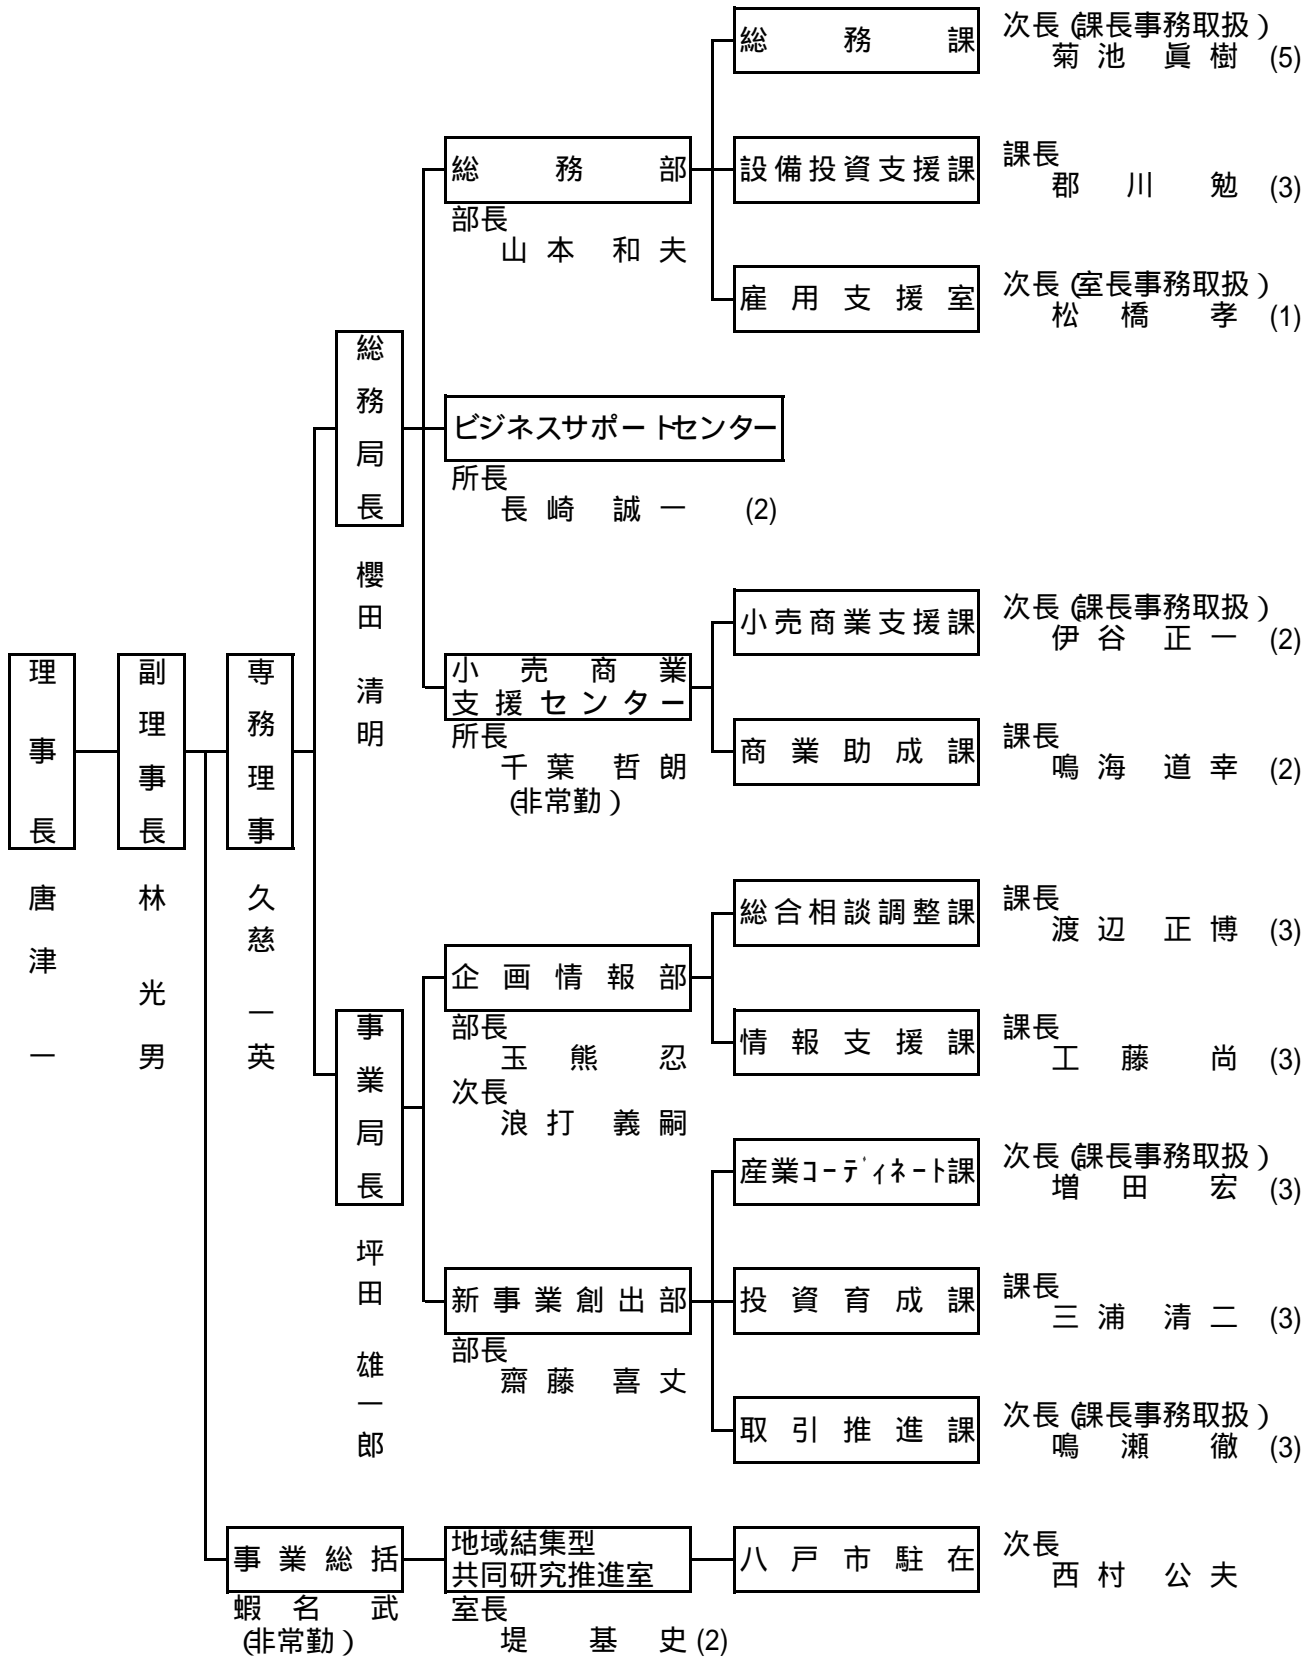 理事長
唐津 一
副理事長
林 光男
専務理事
久慈 一英
総務局長
櫻田 清明
総務部
部長
山本 和夫
総務課
次長(課長事務取扱)
菊池 眞樹 (5)
設備投資支援課
課長
郡川 勉 (3)
雇用支援室
次長(室長事務取扱)
松橋 孝 (1)
ビジネスサポートセンター
所長
長崎 誠一 (2)
小売商業
支援センター
所長
千葉 哲朗
(非常勤)
小売商業支援課
次長(課長事務取扱)
伊谷 正一 (2)
商業助成課
課長
鳴海 道幸 (2)
事業局長
坪田 雄一郎
企画情報部
部長
玉熊 忍
次長
浪打 義嗣
総合相談調整課
課長
渡辺 正博 (3)
情報支援課
課長
工藤 尚 (3)
新事業創出部
部長
齋藤 喜丈
産業ｺｰﾃﾞｨﾈｰﾄ課
次長(課長事務取扱)
増田 宏 (3)
投資育成課
課長
三浦 清二 (3)
取引推進課
次長(課長事務取扱)
鳴瀬 徹 (3)
事業総括
蝦名 武
(非常勤)
地域結集型
共同研究推進室
室長
堤 基史 (2)
八戸市駐在
次長
西村 公夫